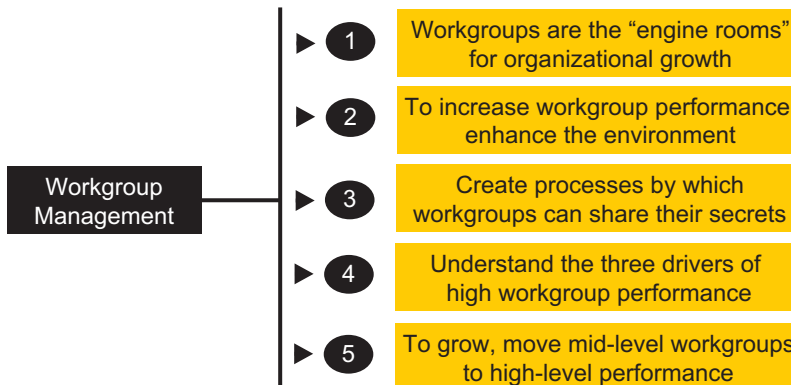 1
Workgroups are the “engine rooms”
for organizational growth
2
To increase workgroup performance
enhance the environment
Workgroup
Management
3
Create processes by which
workgroups can share their secrets
4
Understand the three drivers of
high workgroup performance
5
To grow, move mid-level workgroups
to high-level performance